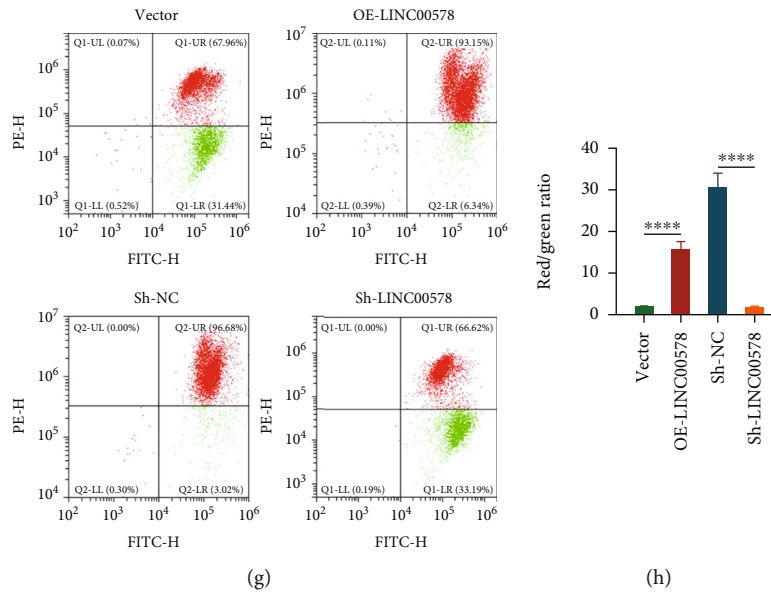 Vector
Q1-UL (0.07%) Q1-UR (67.96%)
10^6
10^5
10^4
10^3
PE-H
Q1-LL (0.52%) Q1-LR (31.44%)
10^2 10^3 10^4 10^5 10^6
FITC-H
OE-LINC00578
10^7
Q2-UL (0.11%) Q2-UR (93.15%)
10^6
10^5
10^4
PE-H
Q2-LL (0.39%) Q2-LR (6.34%)
10^2 10^3 10^4 10^5 10^6
FITC-H
Sh-NC
10^7
Q2-UL (0.00%) Q2-UR (96.68%)
10^6
10^5
10^4
PE-H
Q2-LL (0.30%) Q2-LR (3.02%)
10^2 10^3 10^4 10^5 10^6
FITC-H
Sh-LINC00578
Q1-UL (0.00%) Q1-UR (66.62%)
10^6
10^5
10^4
10^3
PE-H
Q1-LL (0.19%) Q1-LR (33.19%)
10^2 10^3 10^4 10^5 10^6
FITC-H
(g)
40
30
20
10
0
Red/green ratio
****
****
Vector
OE-LINC00578
Sh-NC
Sh-LINC00578
(h)